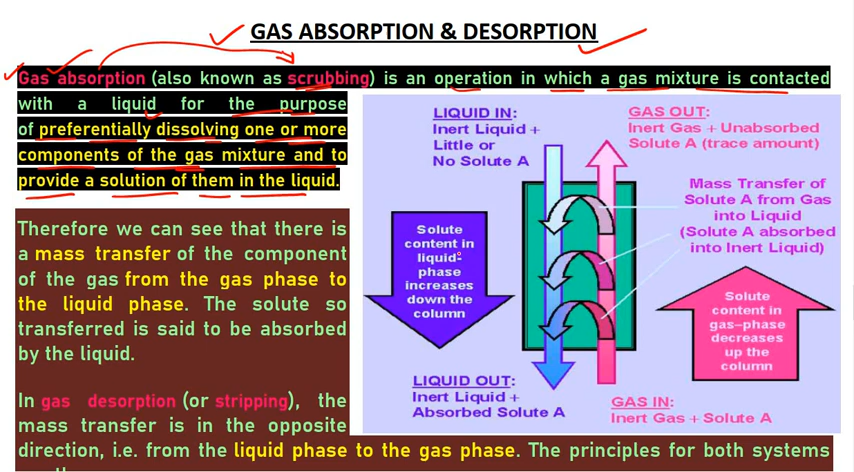 GAS ABSORPTION & DESORPTION
Gas absorption (also known as scrubbing) is an operation in which a gas mixture is contacted
with a liquid for the purpose
of preferentially dissolving one or more
components of the gas mixture and to
provide a solution of them in the liquid.
Therefore we can see that there is
a mass transfer of the component
of the gas from the gas phase to
the liquid phase. The solute so
transferred is said to be absorbed
by the liquid.
In gas desorption (or stripping), the
mass transfer is in the opposite
direction, i.e. from the liquid phase to the gas phase. The principles for both systems
LIQUID IN:
Inert Liquid +
Little or
No Solute A
GAS OUT:
Inert Gas + Unabsorbed
Solute A (trace amount)
Mass Transfer of
Solute A from Gas
into Liquid
(Solute A absorbed
into Inert Liquid)
Solute
content in
liquid
phase
increases
down the
column
Solute
content in
gas-phase
decreases
up the
column
LIQUID OUT:
Inert Liquid +
Absorbed Solute A
GAS IN:
Inert Gas + Solute A